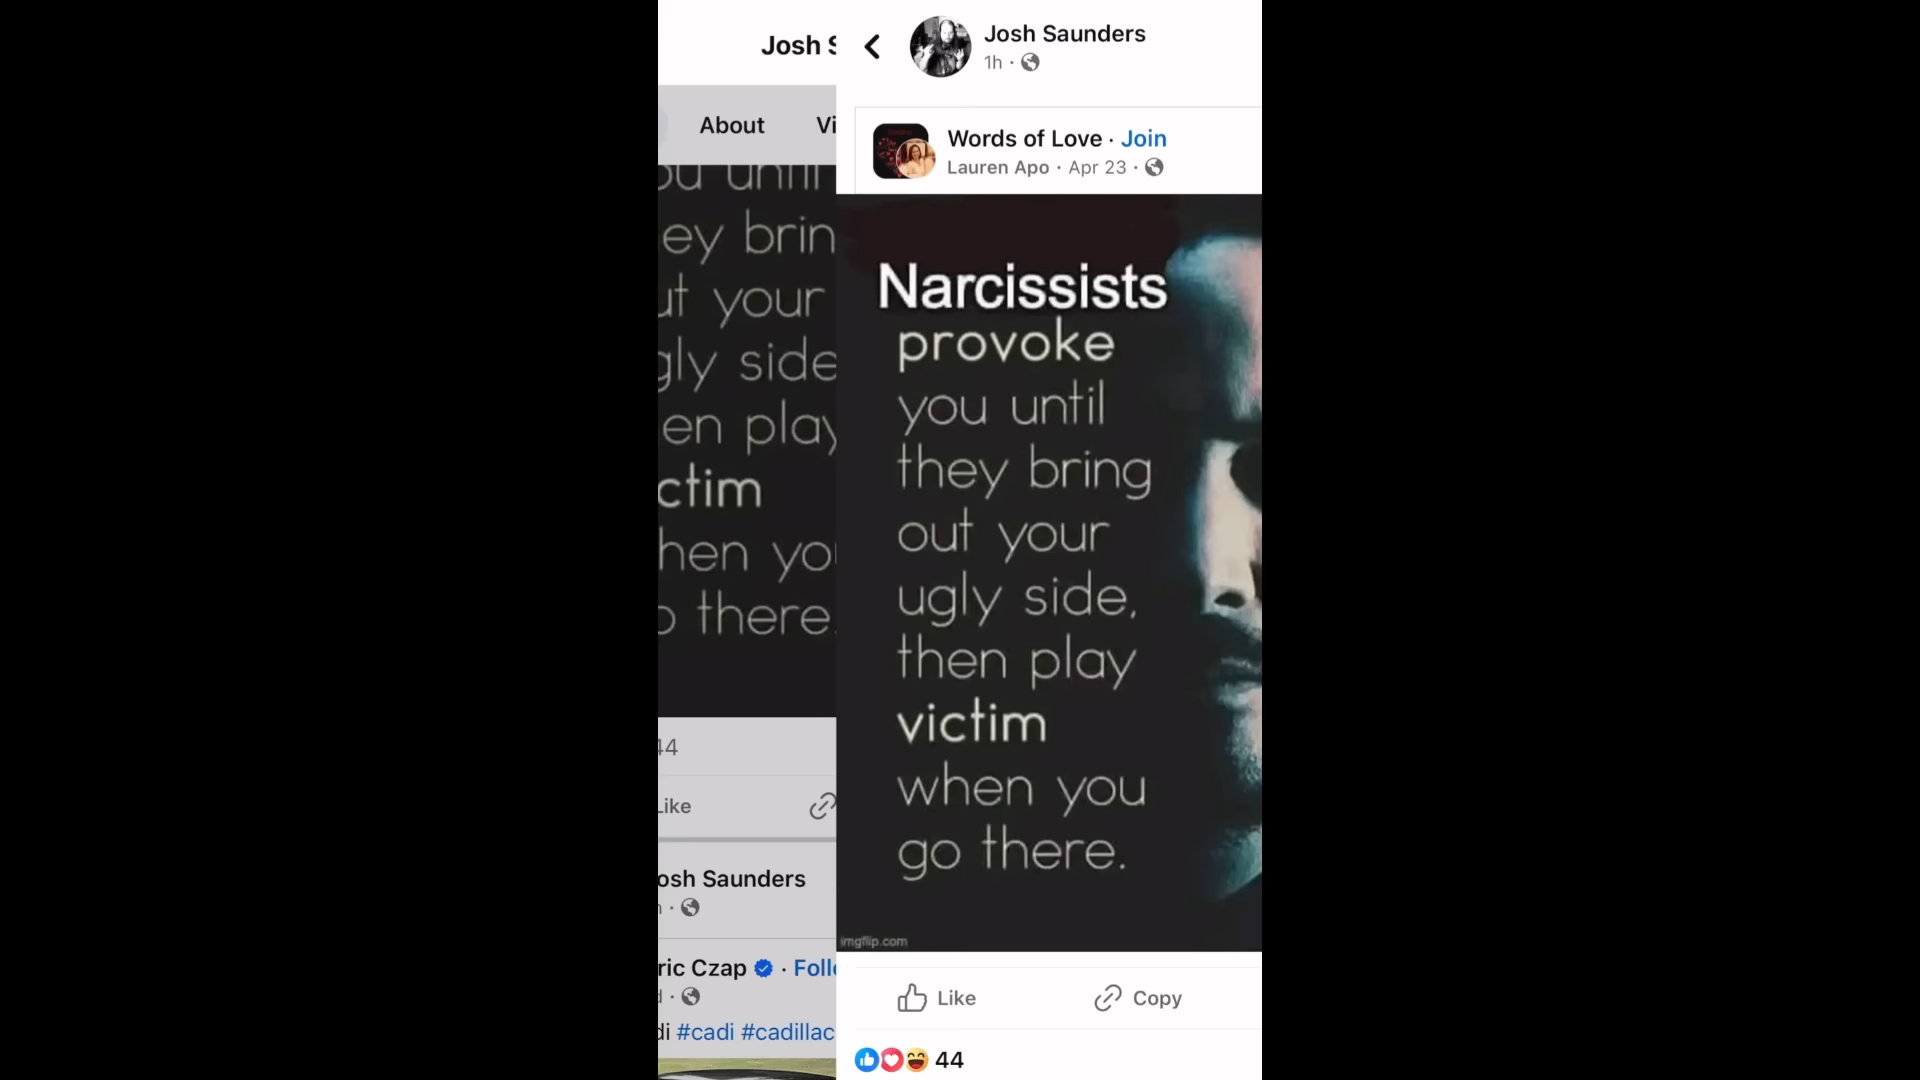 Josh S
About Vi
ou until
ey brin
ut your
gly side
en play
ctim
hen yo
o there.
44
Like
osh Saunders
ric Czap · Foll
di #cadi #cadillac
Josh Saunders
1h ·
Words of Love · Join
Lauren Apo · Apr 23 ·
Narcissists
provoke
you until
they bring
out your
ugly side,
then play
victim
when you
go there.
imgflip.com
Like Copy
44